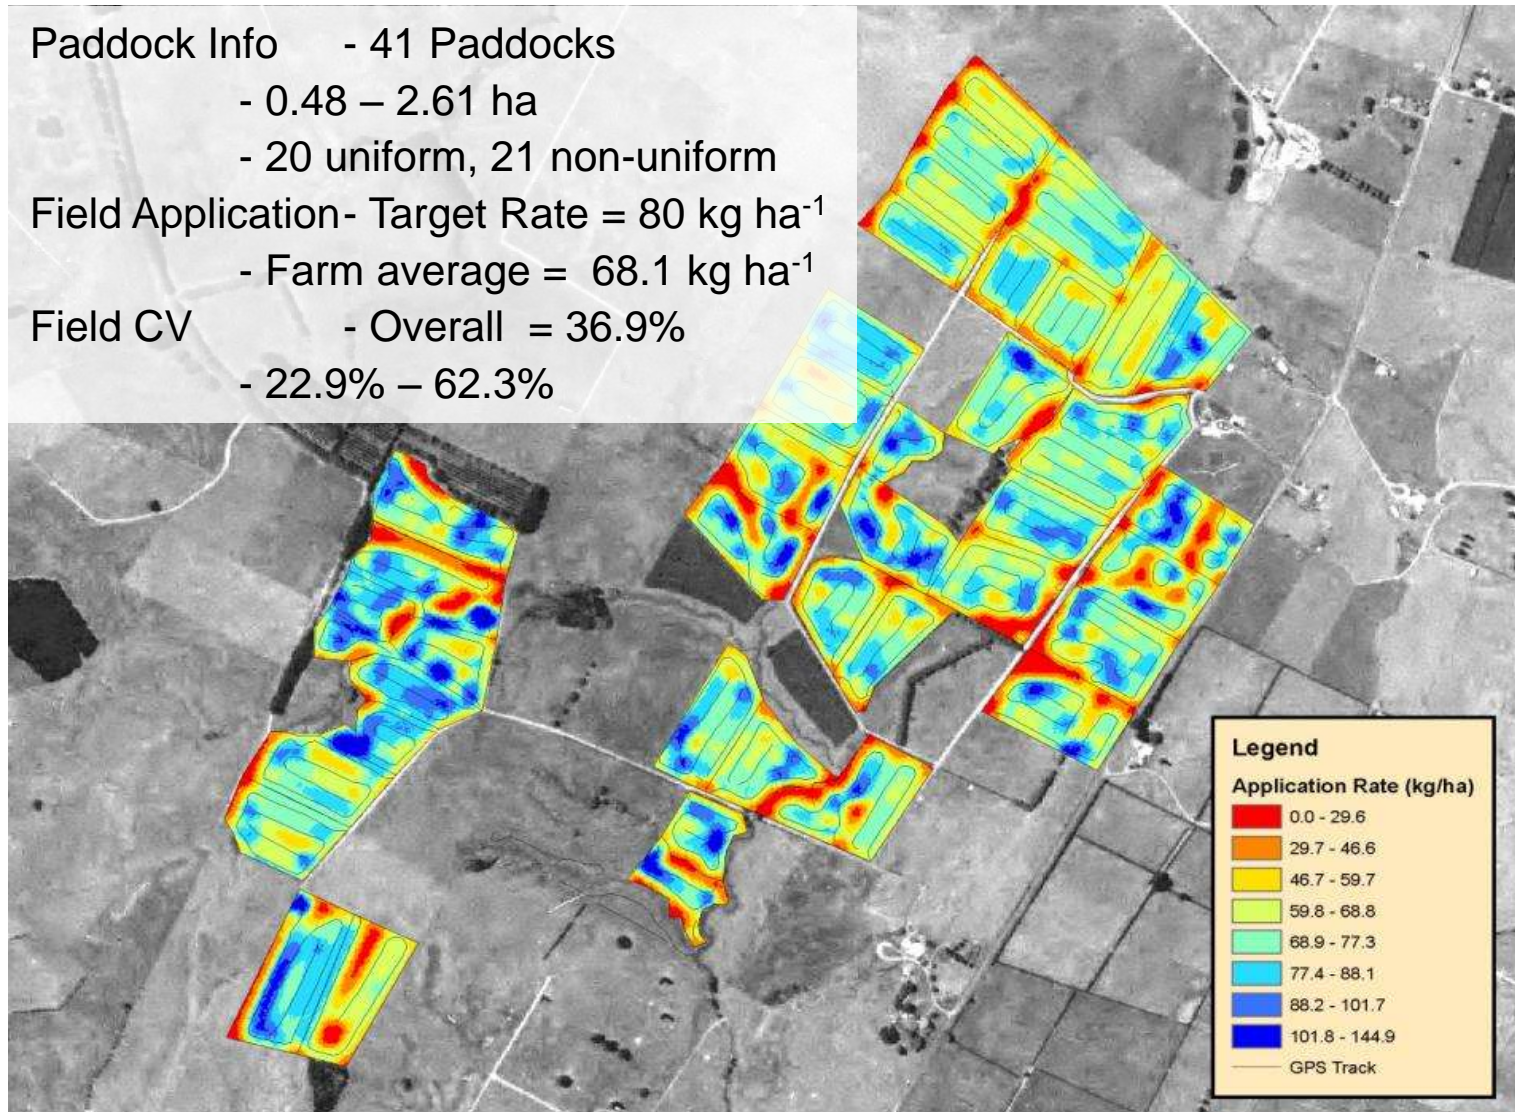 Paddock Info - 41 Paddocks
- 0.48 – 2.61 ha
- 20 uniform, 21 non-uniform
Field Application - Target Rate = 80 kg ha⁻¹
- Farm average = 68.1 kg ha⁻¹
Field CV - Overall = 36.9%
- 22.9% – 62.3%
Legend
Application Rate (kg/ha)
0.0 - 29.6
29.7 - 46.6
46.7 - 59.7
59.8 - 68.8
68.9 - 77.3
77.4 - 88.1
88.2 - 101.7
101.8 - 144.9
GPS Track